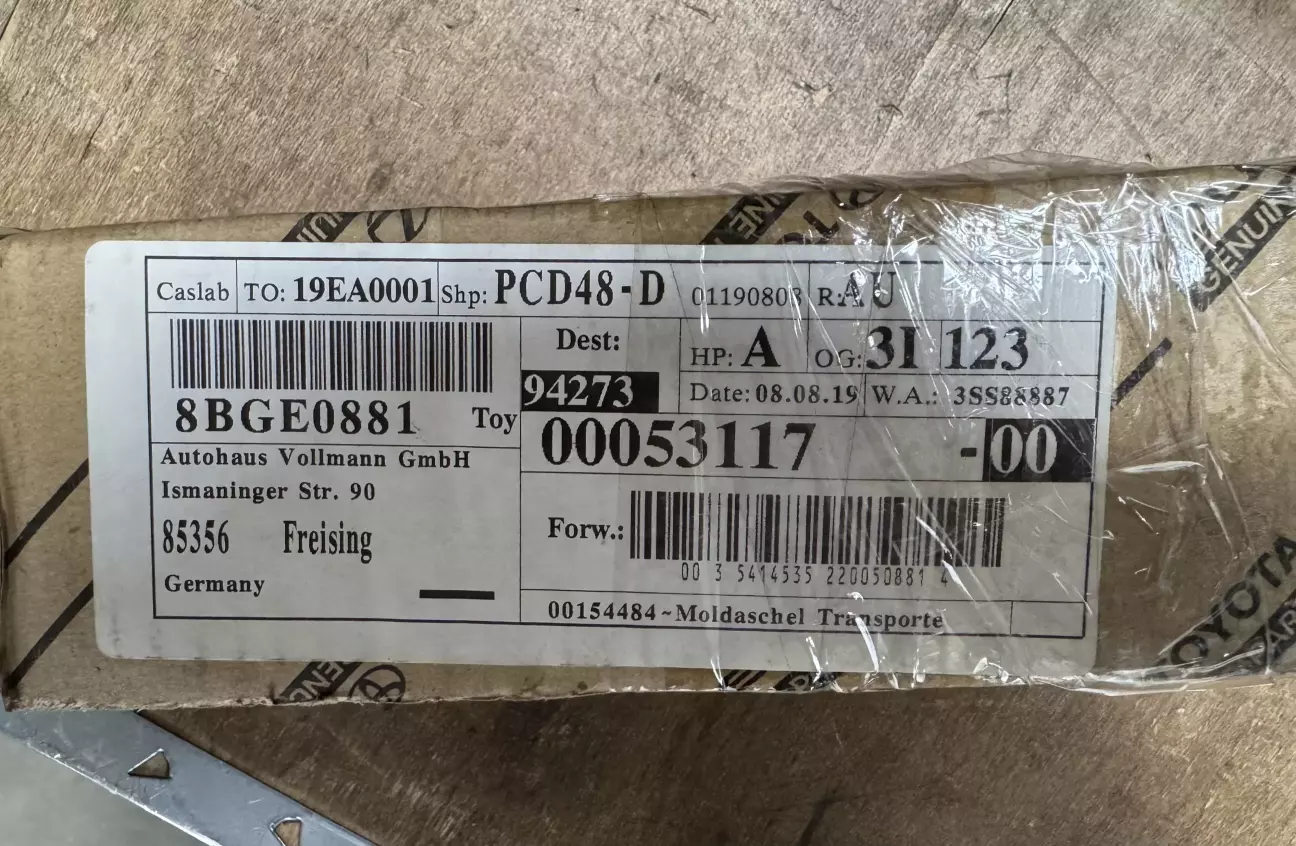 Caslab TO: 19EA0001 Shp: PCD48-D 01190803 R:AU
8BGE0881 Toy
Dest:
94273
HP: A OG: 3I 123
Date: 08.08.19 W.A.: 3SS88887
00053117 -00
Autohaus Vollmann GmbH
Ismaninger Str. 90
85356 Freising
Germany
Forw.:
00 3 5414535 220050881 4
00154484~Moldaschel Transporte
GENUIN
TOYOTA